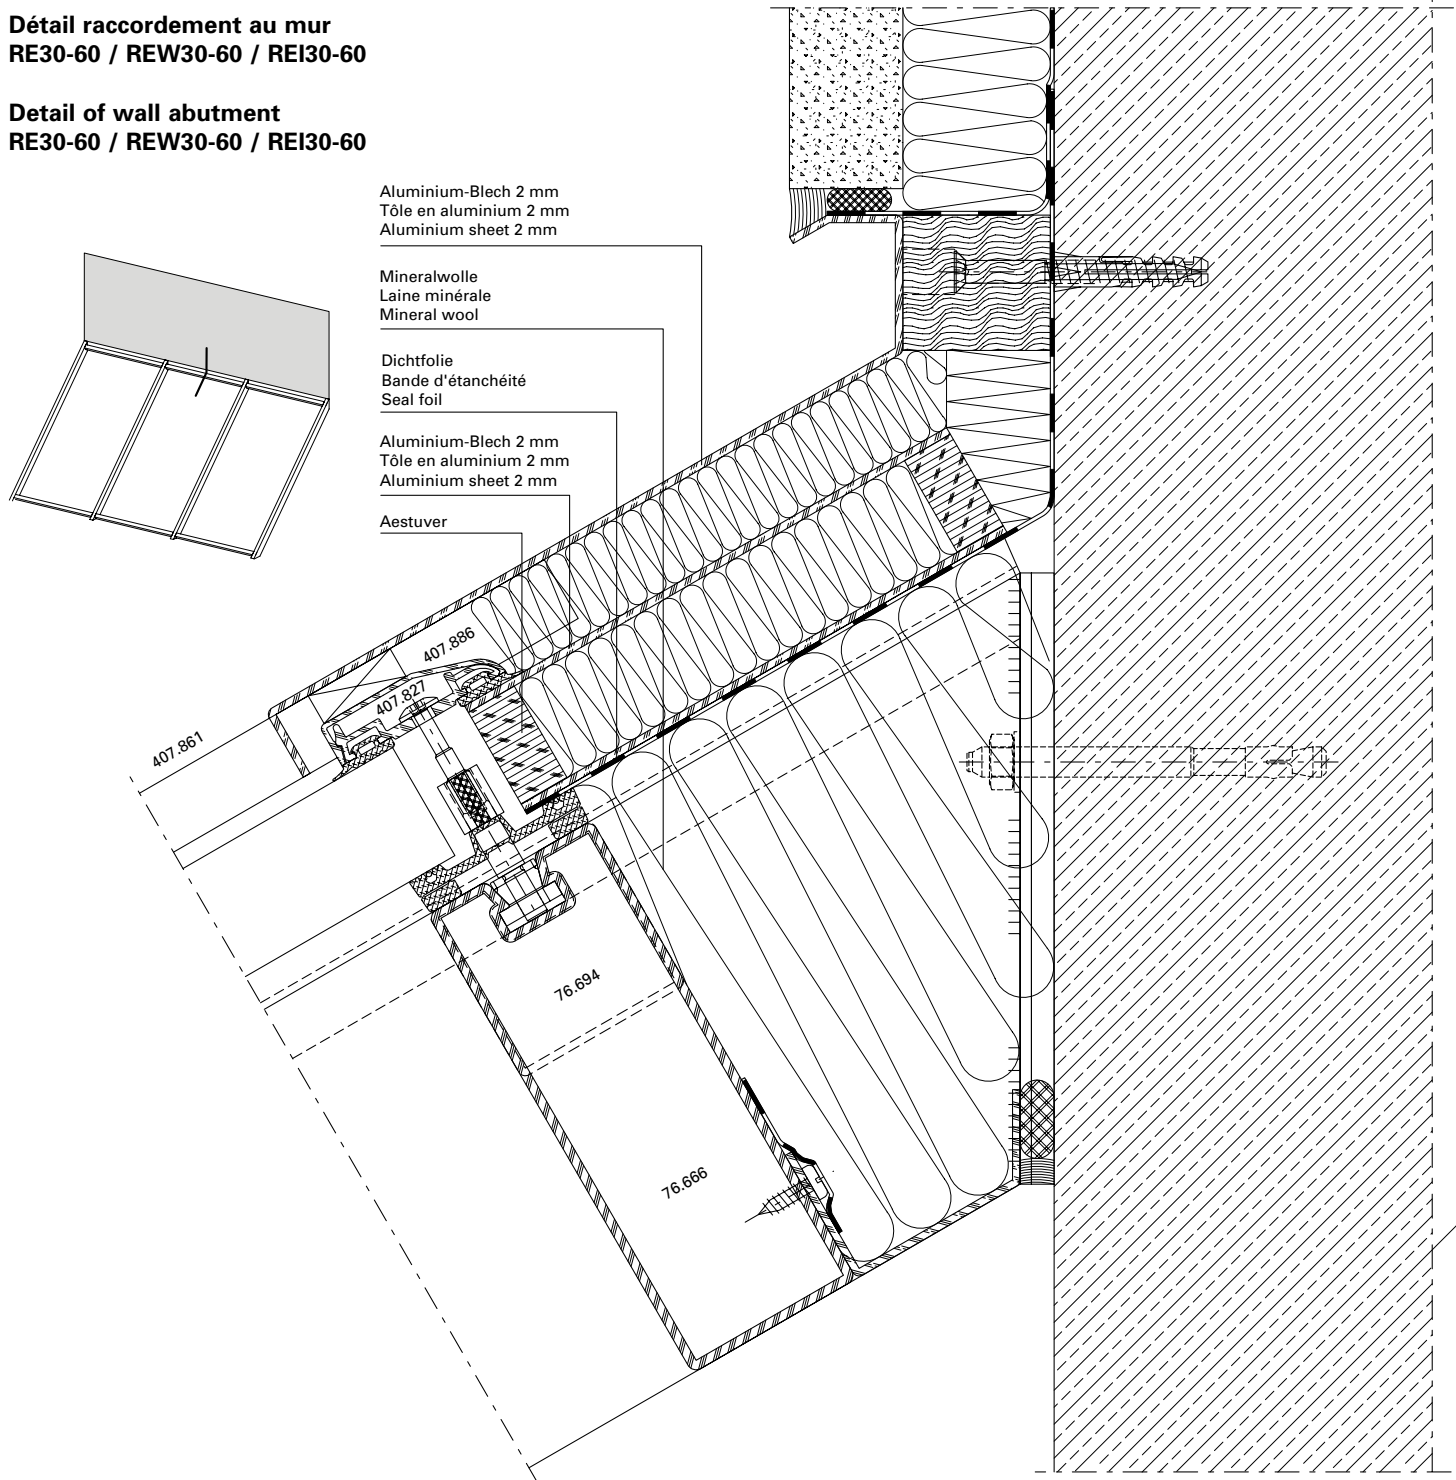 Détail raccordement au mur
RE30-60 / REW30-60 / REI30-60
Detail of wall abutment
RE30-60 / REW30-60 / REI30-60
Aluminium-Blech 2 mm
Tôle en aluminium 2 mm
Aluminium sheet 2 mm
Mineralwolle
Laine minérale
Mineral wool
Dichtfolie
Bande d'étanchéité
Seal foil
Aluminium-Blech 2 mm
Tôle en aluminium 2 mm
Aluminium sheet 2 mm
Aestuver
407.886
407.827
407.861
76.694
76.666